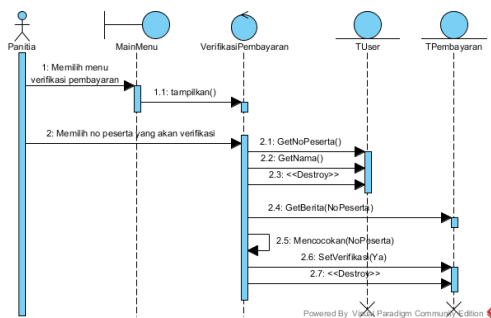 Panitia
MainMenu
VerifikasiPembayaran
TUser
TPembayaran
1: Memilih menu
verifikasi pembayaran
1.1: tampilkan()
2: Memilih no peserta yang akan verifikasi
2.1: GetNoPeserta()
2.2: GetNama()
2.3: <<Destroy>>
2.4: GetBerita(NoPeserta)
2.5: Mencocokan(NoPeserta)
2.6: SetVerifikasi(Ya)
2.7: <<Destroy>>
Powered By Visual Paradigm Community Edition